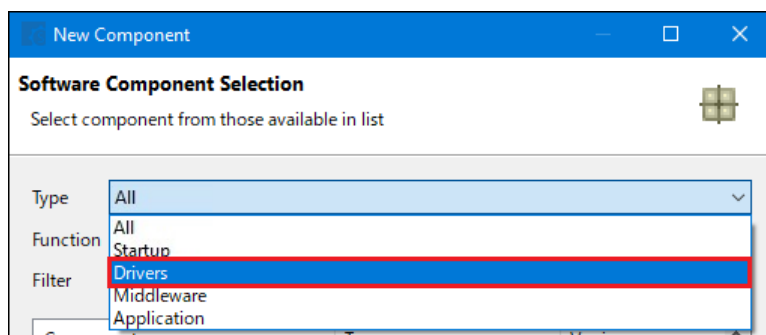 New Component
Software Component Selection
Select component from those available in list
Type All
All
Function
Startup
Drivers
Filter
Middleware
Application